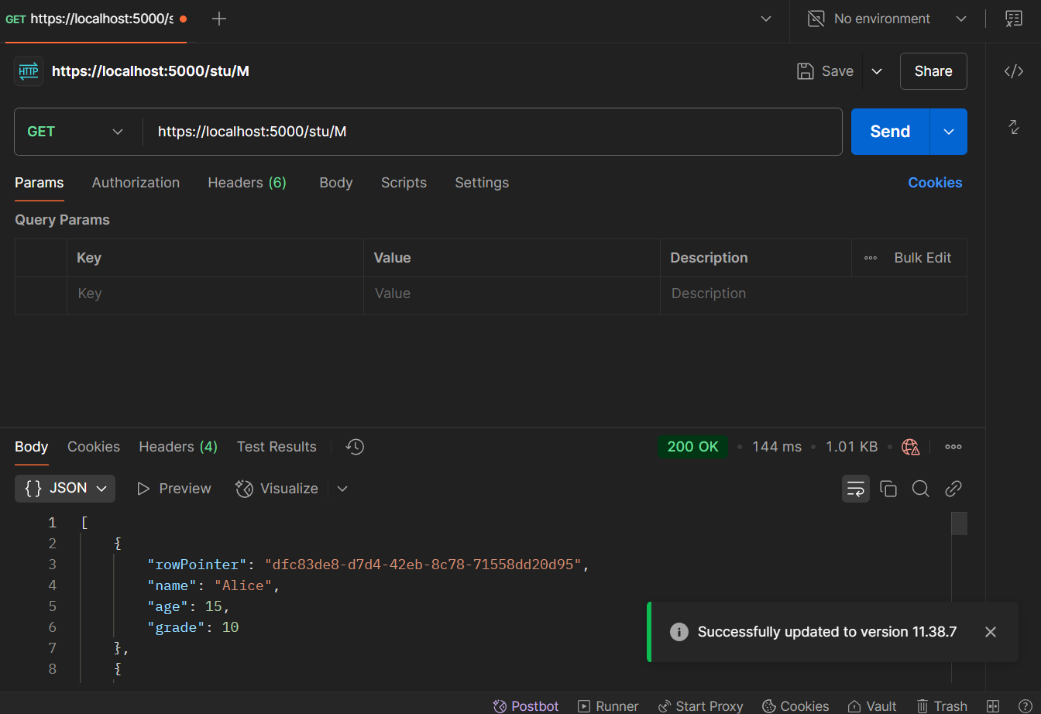 GET https://localhost:5000/s
No environment
HTTP https://localhost:5000/stu/M Save Share
GET https://localhost:5000/stu/M Send
Params Authorization Headers (6) Body Scripts Settings Cookies
Query Params
Key Value Description Bulk Edit
Key Value Description
Body Cookies Headers (4) Test Results 200 OK • 144 ms • 1.01 KB •
{} JSON Preview Visualize
1 [
2 {
3 "rowPointer": "dfc83de8-d7d4-42eb-8c78-71558dd20d95",
4 "name": "Alice",
5 "age": 15,
6 "grade": 10
7 },
8 {
Successfully updated to version 11.38.7
Postbot Runner Start Proxy Cookies Vault Trash